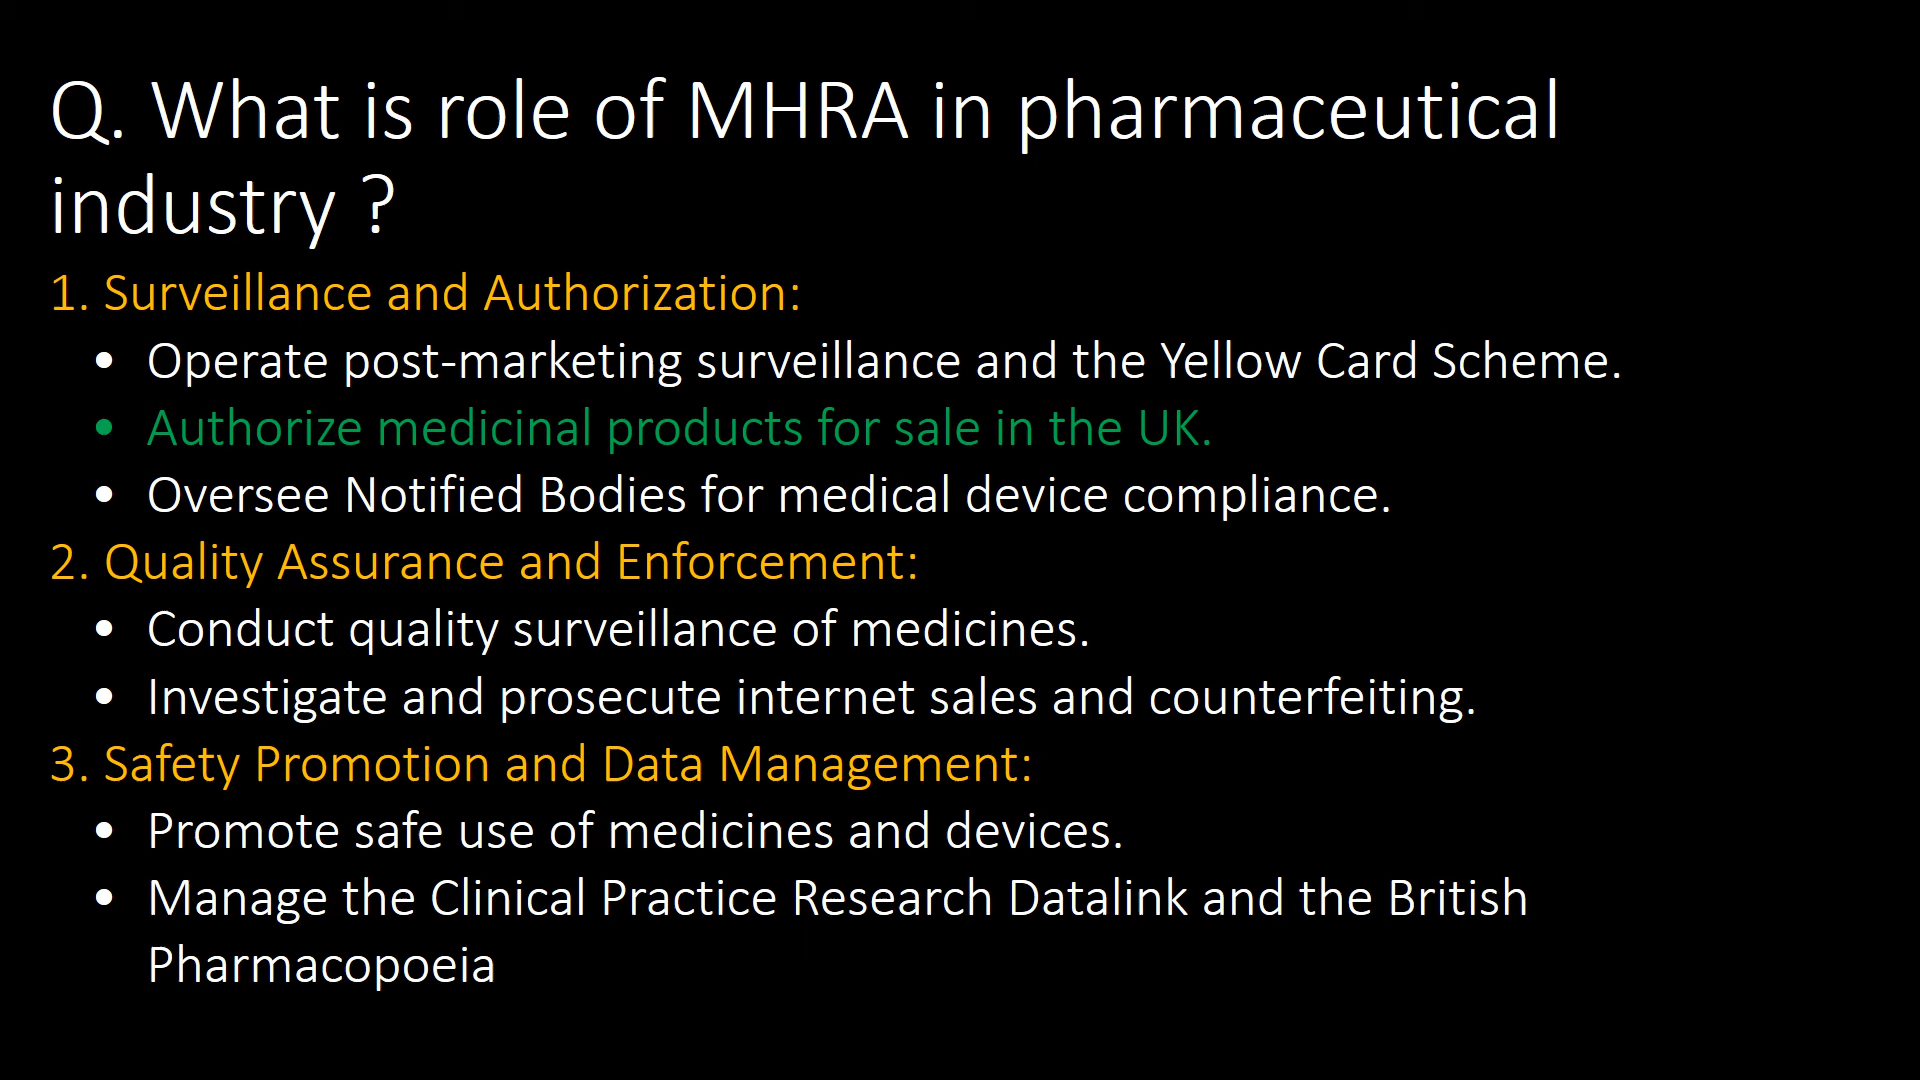 Q. What is role of MHRA in pharmaceutical
industry ?
1. Surveillance and Authorization:
• Operate post-marketing surveillance and the Yellow Card Scheme.
• Authorize medicinal products for sale in the UK.
• Oversee Notified Bodies for medical device compliance.
2. Quality Assurance and Enforcement:
• Conduct quality surveillance of medicines.
• Investigate and prosecute internet sales and counterfeiting.
3. Safety Promotion and Data Management:
• Promote safe use of medicines and devices.
• Manage the Clinical Practice Research Datalink and the British
Pharmacopoeia